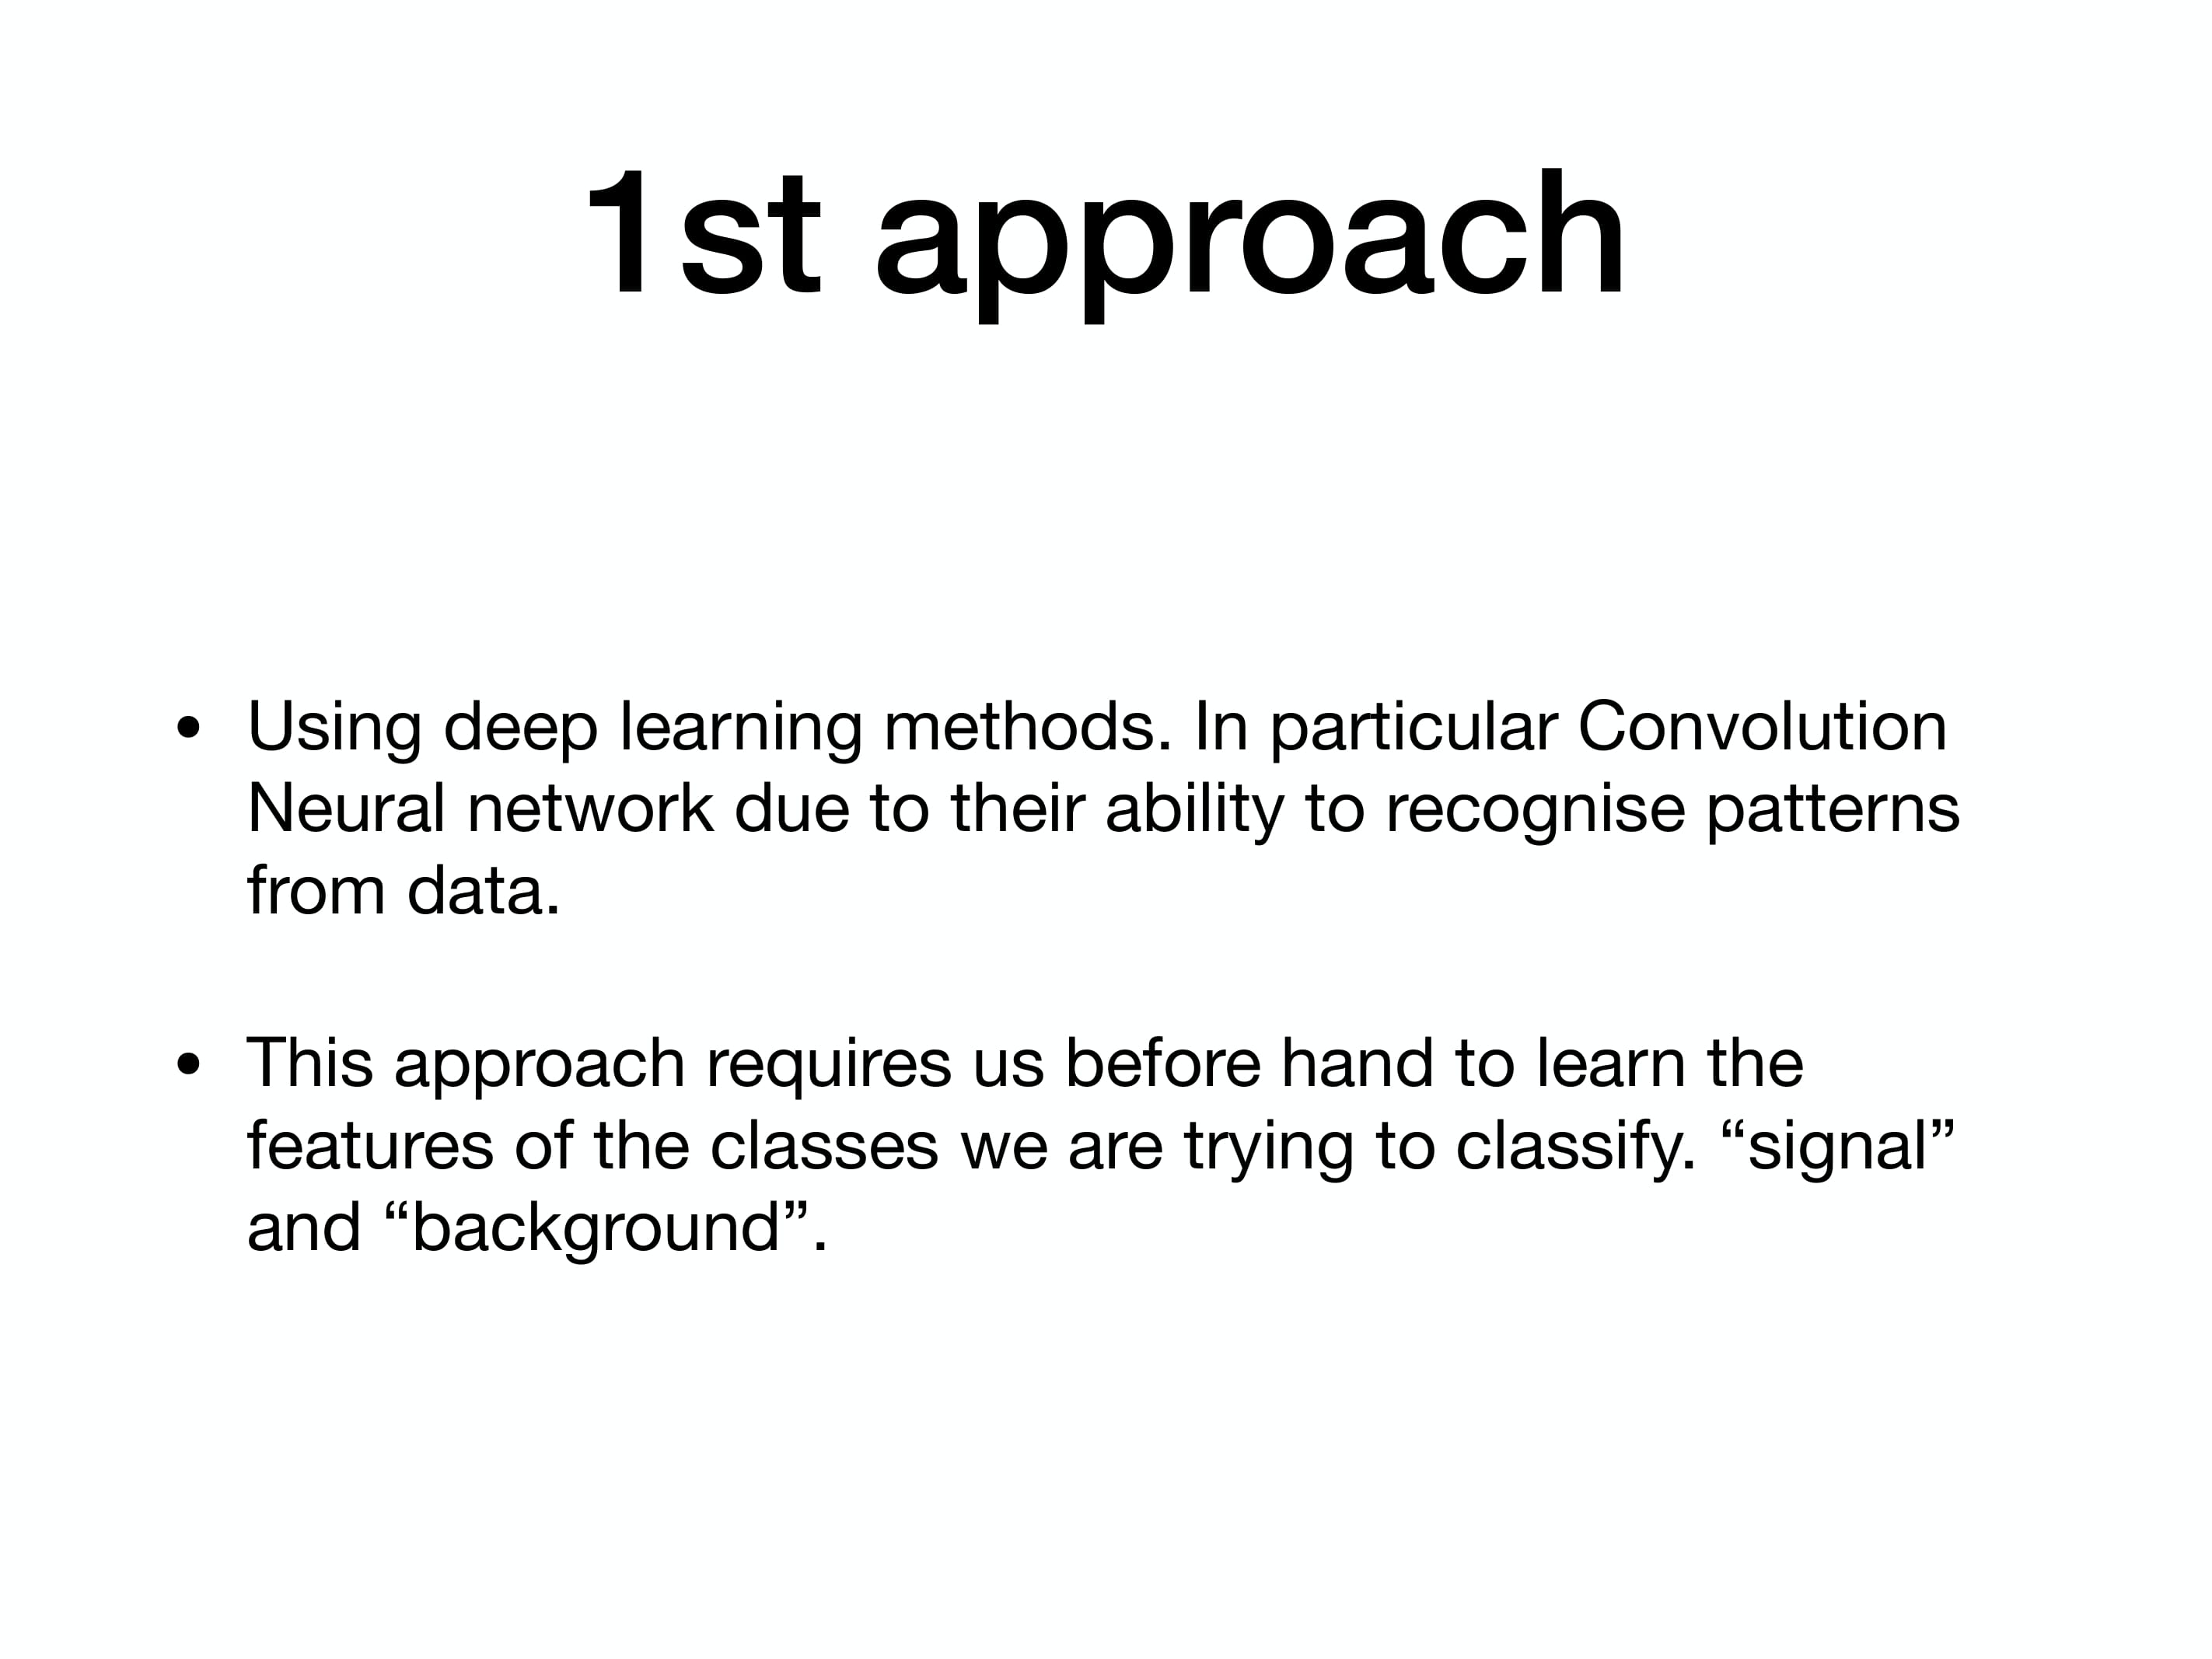 1st approach
• Using deep learning methods. In particular Convolution
Neural network due to their ability to recognise patterns
from data.
• This approach requires us before hand to learn the
features of the classes we are trying to classify. “signal”
and “background”.